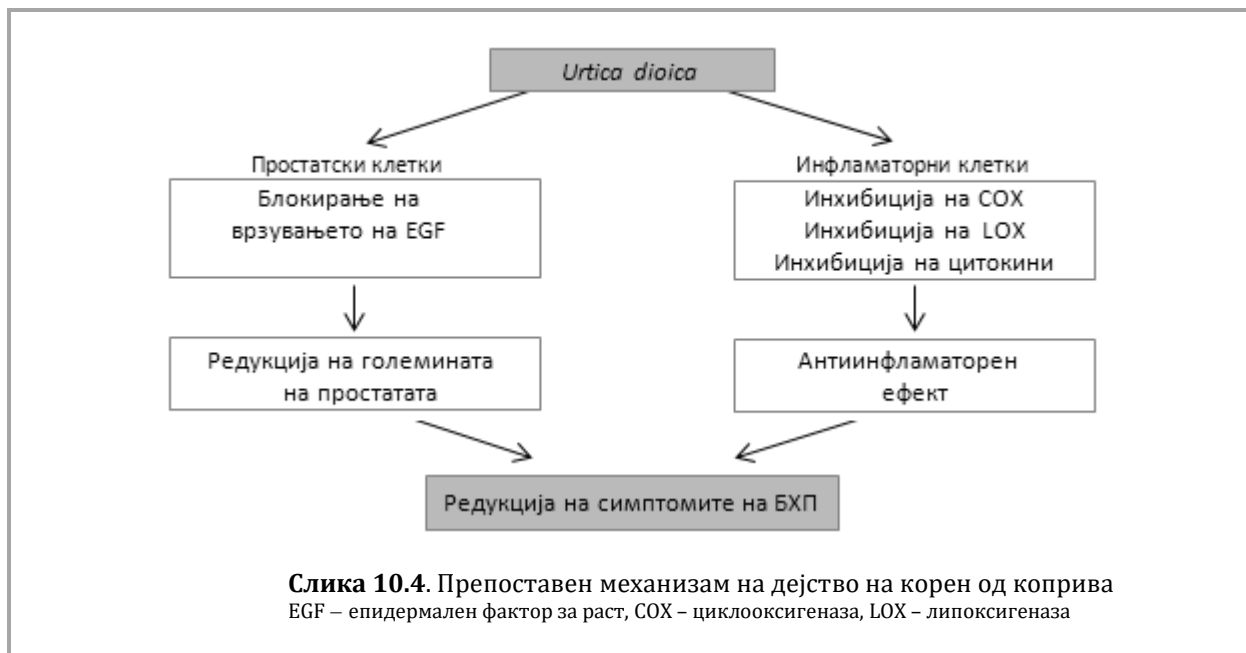 Urtica dioica
Простатски клетки
Блокирање на
врзувањето на EGF
Редукција на големината
на простатата
Инфламаторни клетки
Инхибиција на COX
Инхибиција на LOX
Инхибиција на цитокини
Антиинфламаторен
ефект
Редукција на симптомите на БХП
Слика 10.4. Препоставен механизам на дејство на корен од коприва
EGF – епидермален фактор за раст, COX – циклооксигеназа, LOX – липоксигеназа